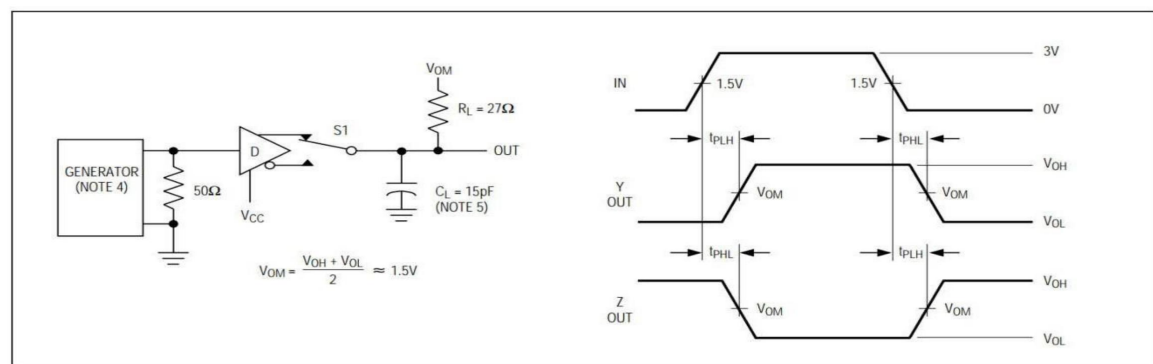 GENERATOR
(NOTE 4)
50Ω
D
VCC
S1
VOM
RL = 27Ω
OUT
CL = 15pF
(NOTE 5)
VOM = VOH + VOL / 2 ≈ 1.5V
IN
1.5V
1.5V
3V
0V
tPLH
tPHL
Y
OUT
VOM
VOM
VOH
VOL
tPHL
tPLH
Z
OUT
VOM
VOM
VOH
VOL